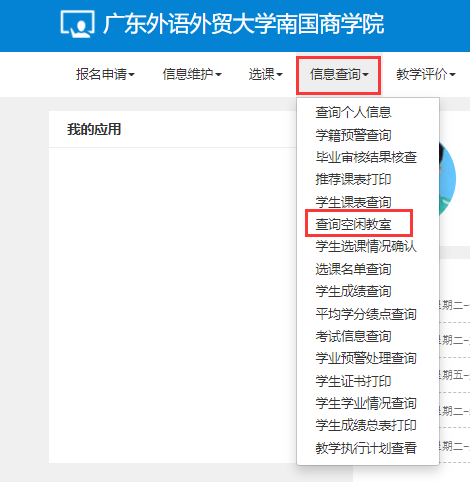 广东外语外贸大学南国商学院
报名申请 信息维护 选课 信息查询 教学评价
我的应用
查询个人信息
学籍预警查询
毕业审核结果核查
推荐课表打印
学生课表查询
查询空闲教室
学生选课情况确认
选课名单查询
学生成绩查询
平均学分绩点查询
考试信息查询
学业预警处理查询
学生证书打印
学生学业情况查询
学生成绩总表打印
教学执行计划查看
期二
期二
期五
期二
期二